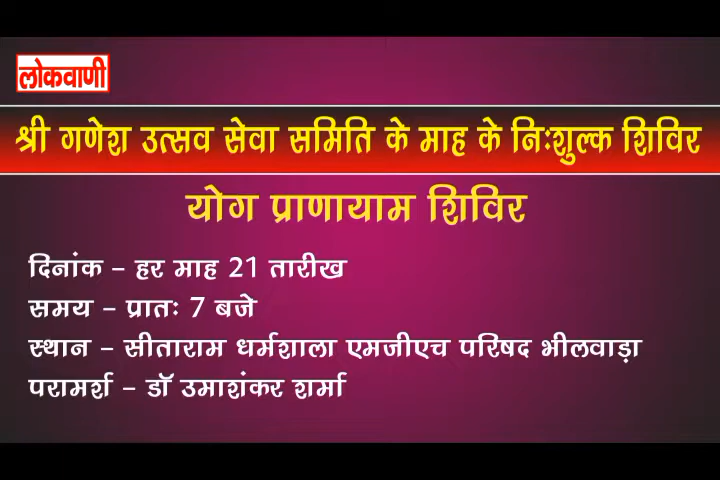 लोकवाणी
श्री गणेश उत्सव सेवा समिति के माह के निःशुल्क शिविर
योग प्राणायाम शिविर
दिनांक – हर माह 21 तारीख
समय – प्रातः 7 बजे
स्थान – सीताराम धर्मशाला एमजीएच परिषद भीलवाड़ा
परामर्श – डॉ उमाशंकर शर्मा